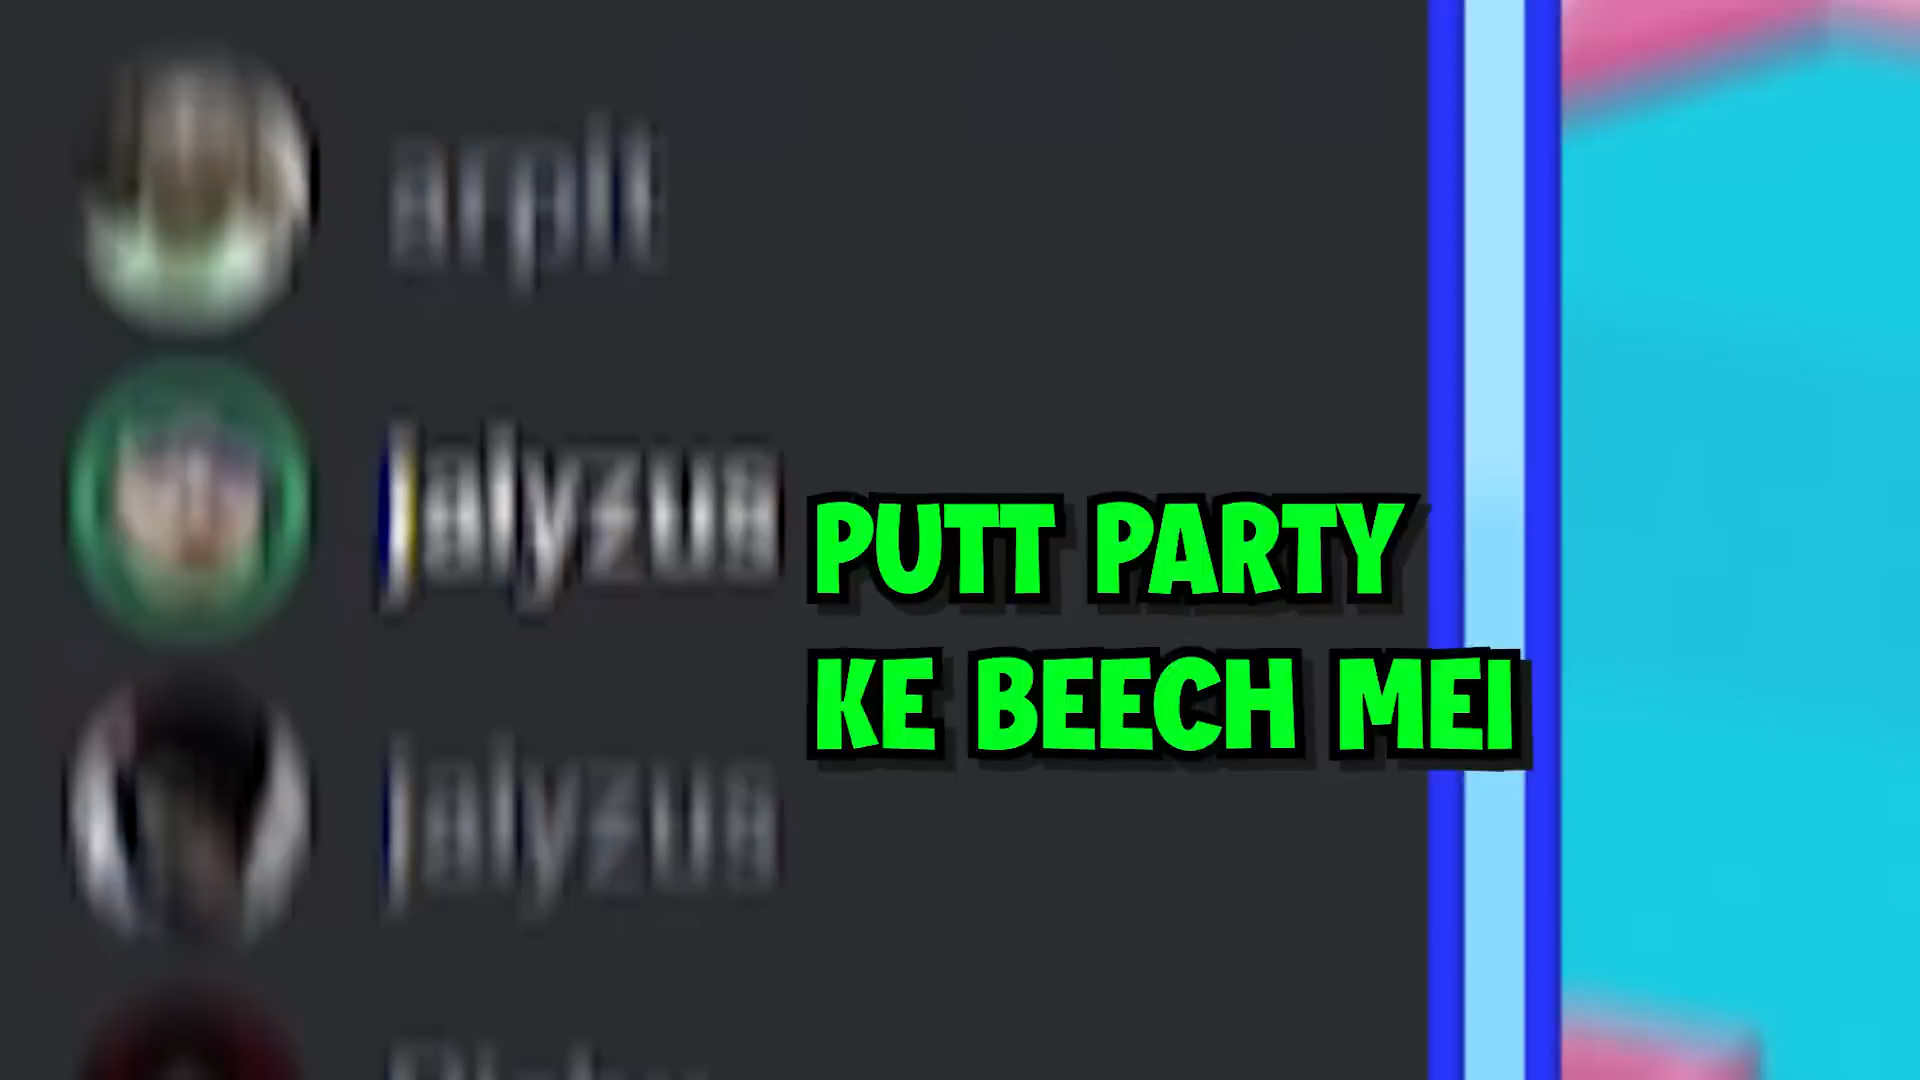 arpit
jalyzus
PUTT PARTY
KE BEECH MEI
jalyzus